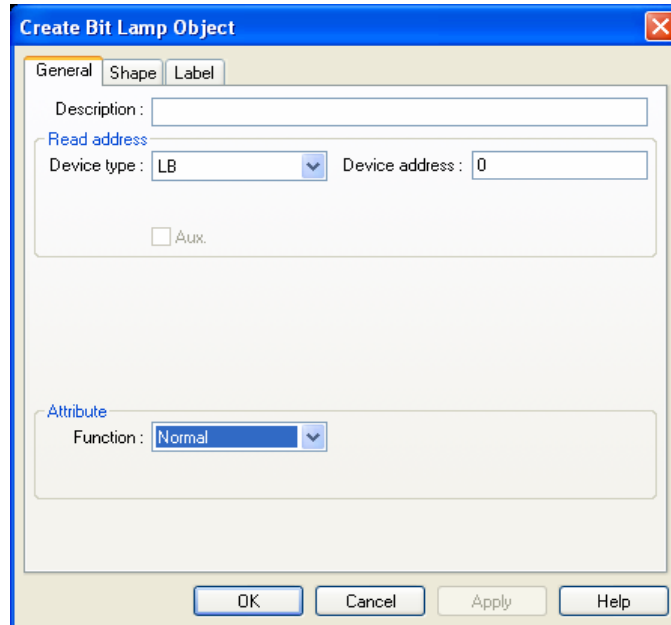 Create Bit Lamp Object
General Shape Label
Description :
Read address
Device type : LB Device address : 0
Aux.
Attribute
Function : Normal
OK Cancel Apply Help